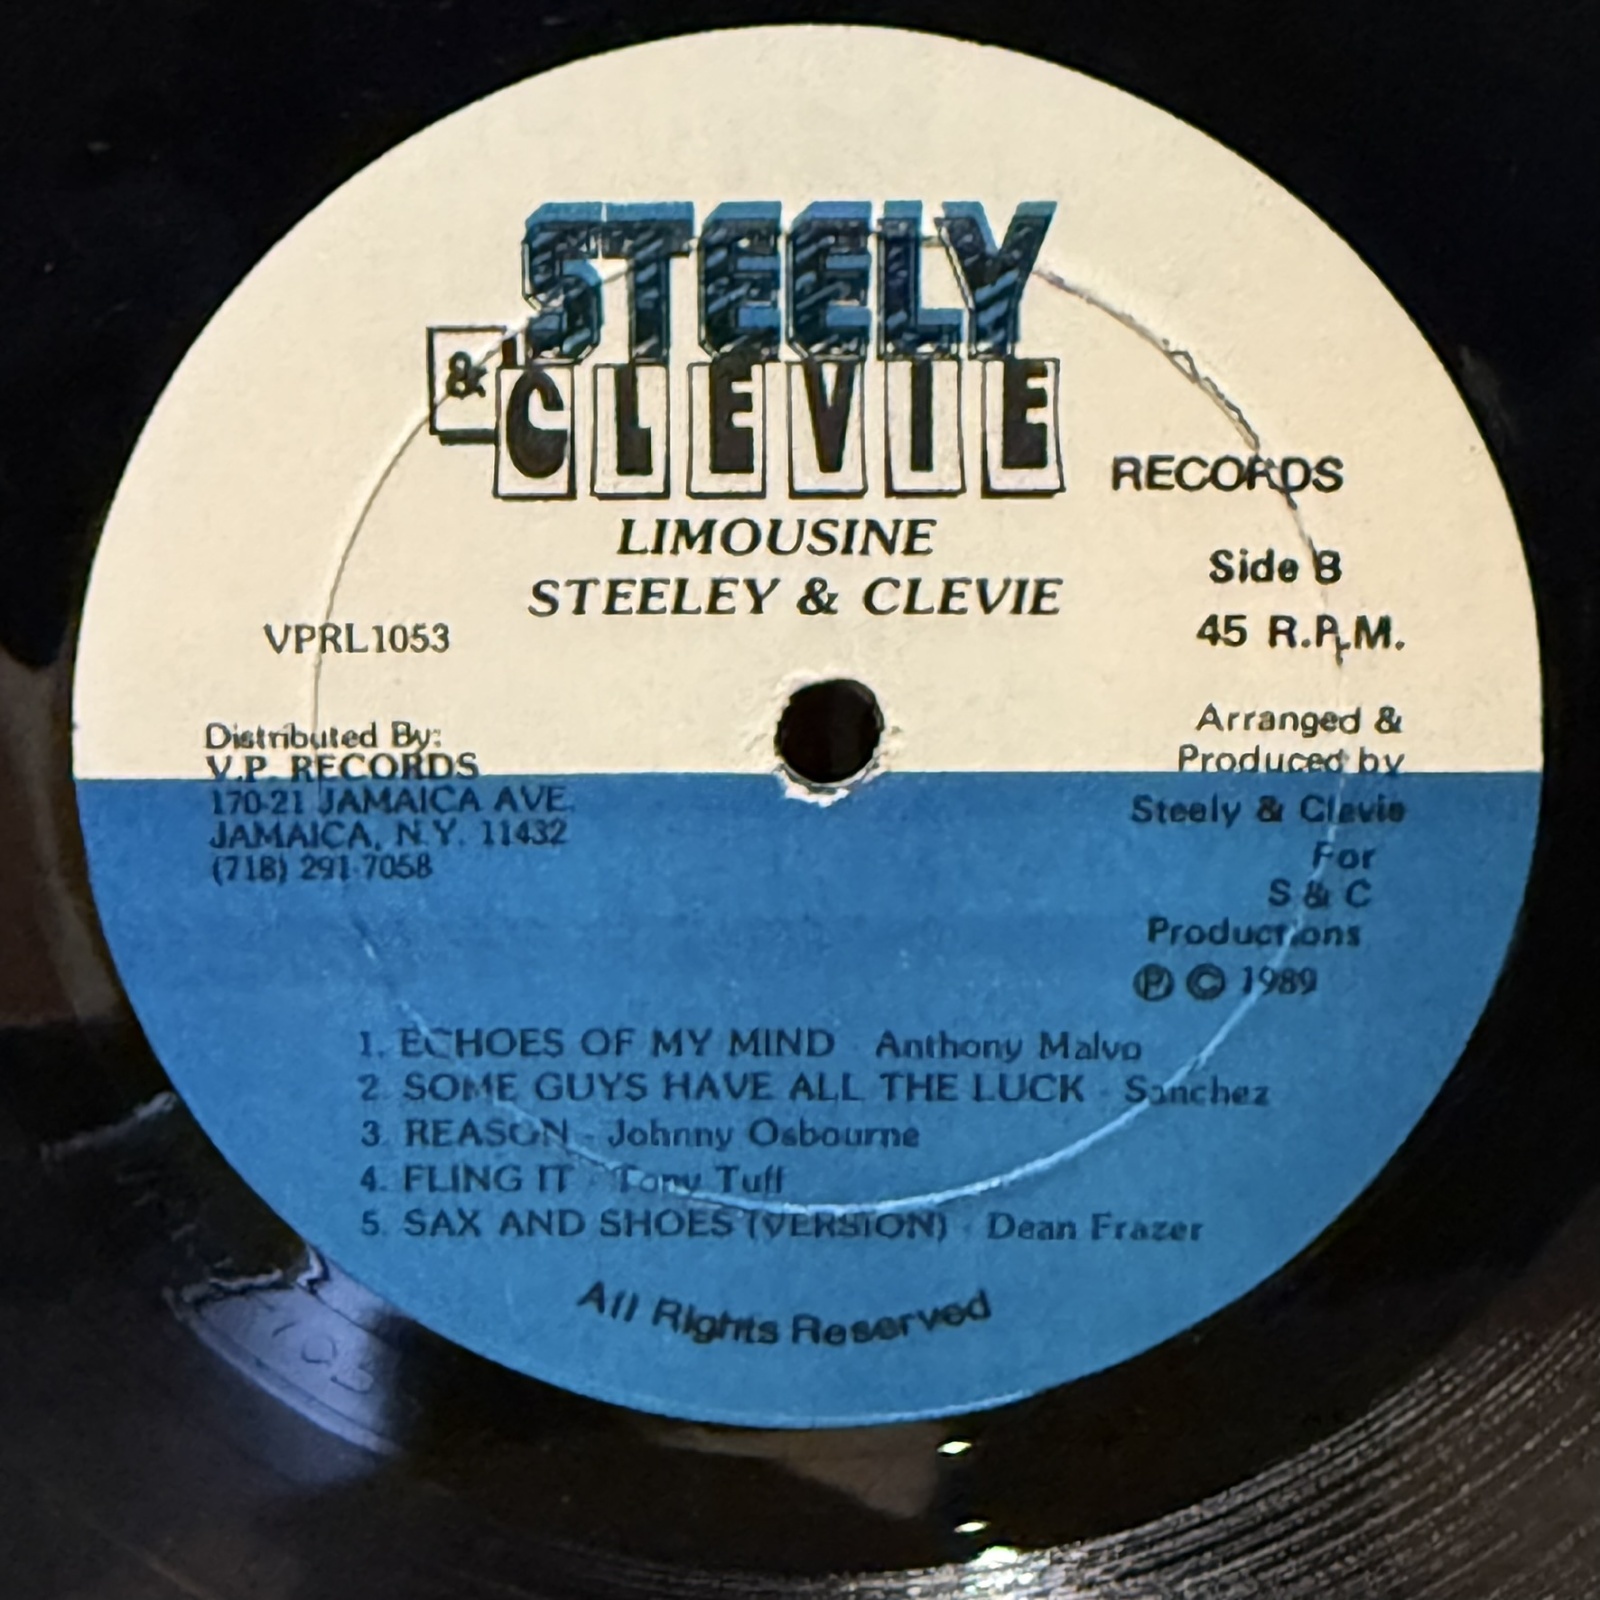 STEELY
& CLEVIE
RECORDS
LIMOUSINE
STEELEY & CLEVIE
Side B
45 R.P.M.
VPRL1053
Distributed By:
V.P. RECORDS
170-21 JAMAICA AVE.
JAMAICA, N.Y. 11432
(718) 291-7058
Arranged &
Produced by
Steely & Clevie
For
S & C
Productions
Ⓟ © 1989
1. ECHOES OF MY MIND - Anthony Malvo
2. SOME GUYS HAVE ALL THE LUCK - Sanchez
3. REASON - Johnny Osbourne
4. FLING IT - Tony Tuff
5. SAX AND SHOES (VERSION) - Dean Frazer
All Rights Reserved